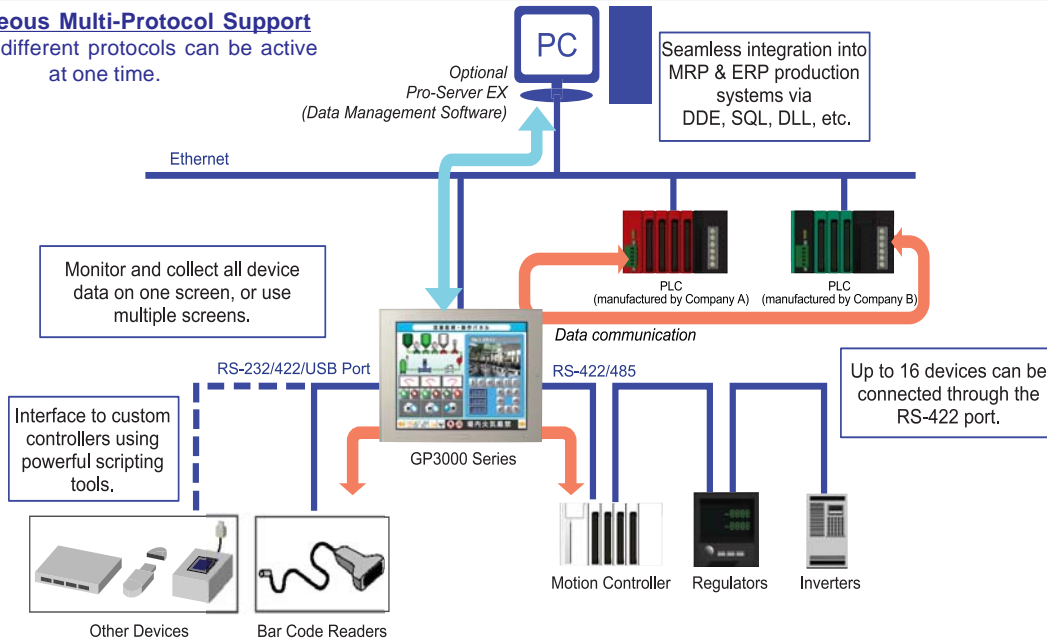 eous Multi-Protocol Support
different protocols can be active
at one time.
PC
Optional
Pro-Server EX
(Data Management Software)
Seamless integration into
MRP & ERP production
systems via
DDE, SQL, DLL, etc.
Ethernet
Monitor and collect all device
data on one screen, or use
multiple screens.
PLC
(manufactured by Company A)
PLC
(manufactured by Company B)
Data communication
RS-232/422/USB Port
RS-422/485
Up to 16 devices can be
connected through the
RS-422 port.
Interface to custom
controllers using
powerful scripting
tools.
GP3000 Series
Motion Controller
Regulators
Inverters
Other Devices
Bar Code Readers